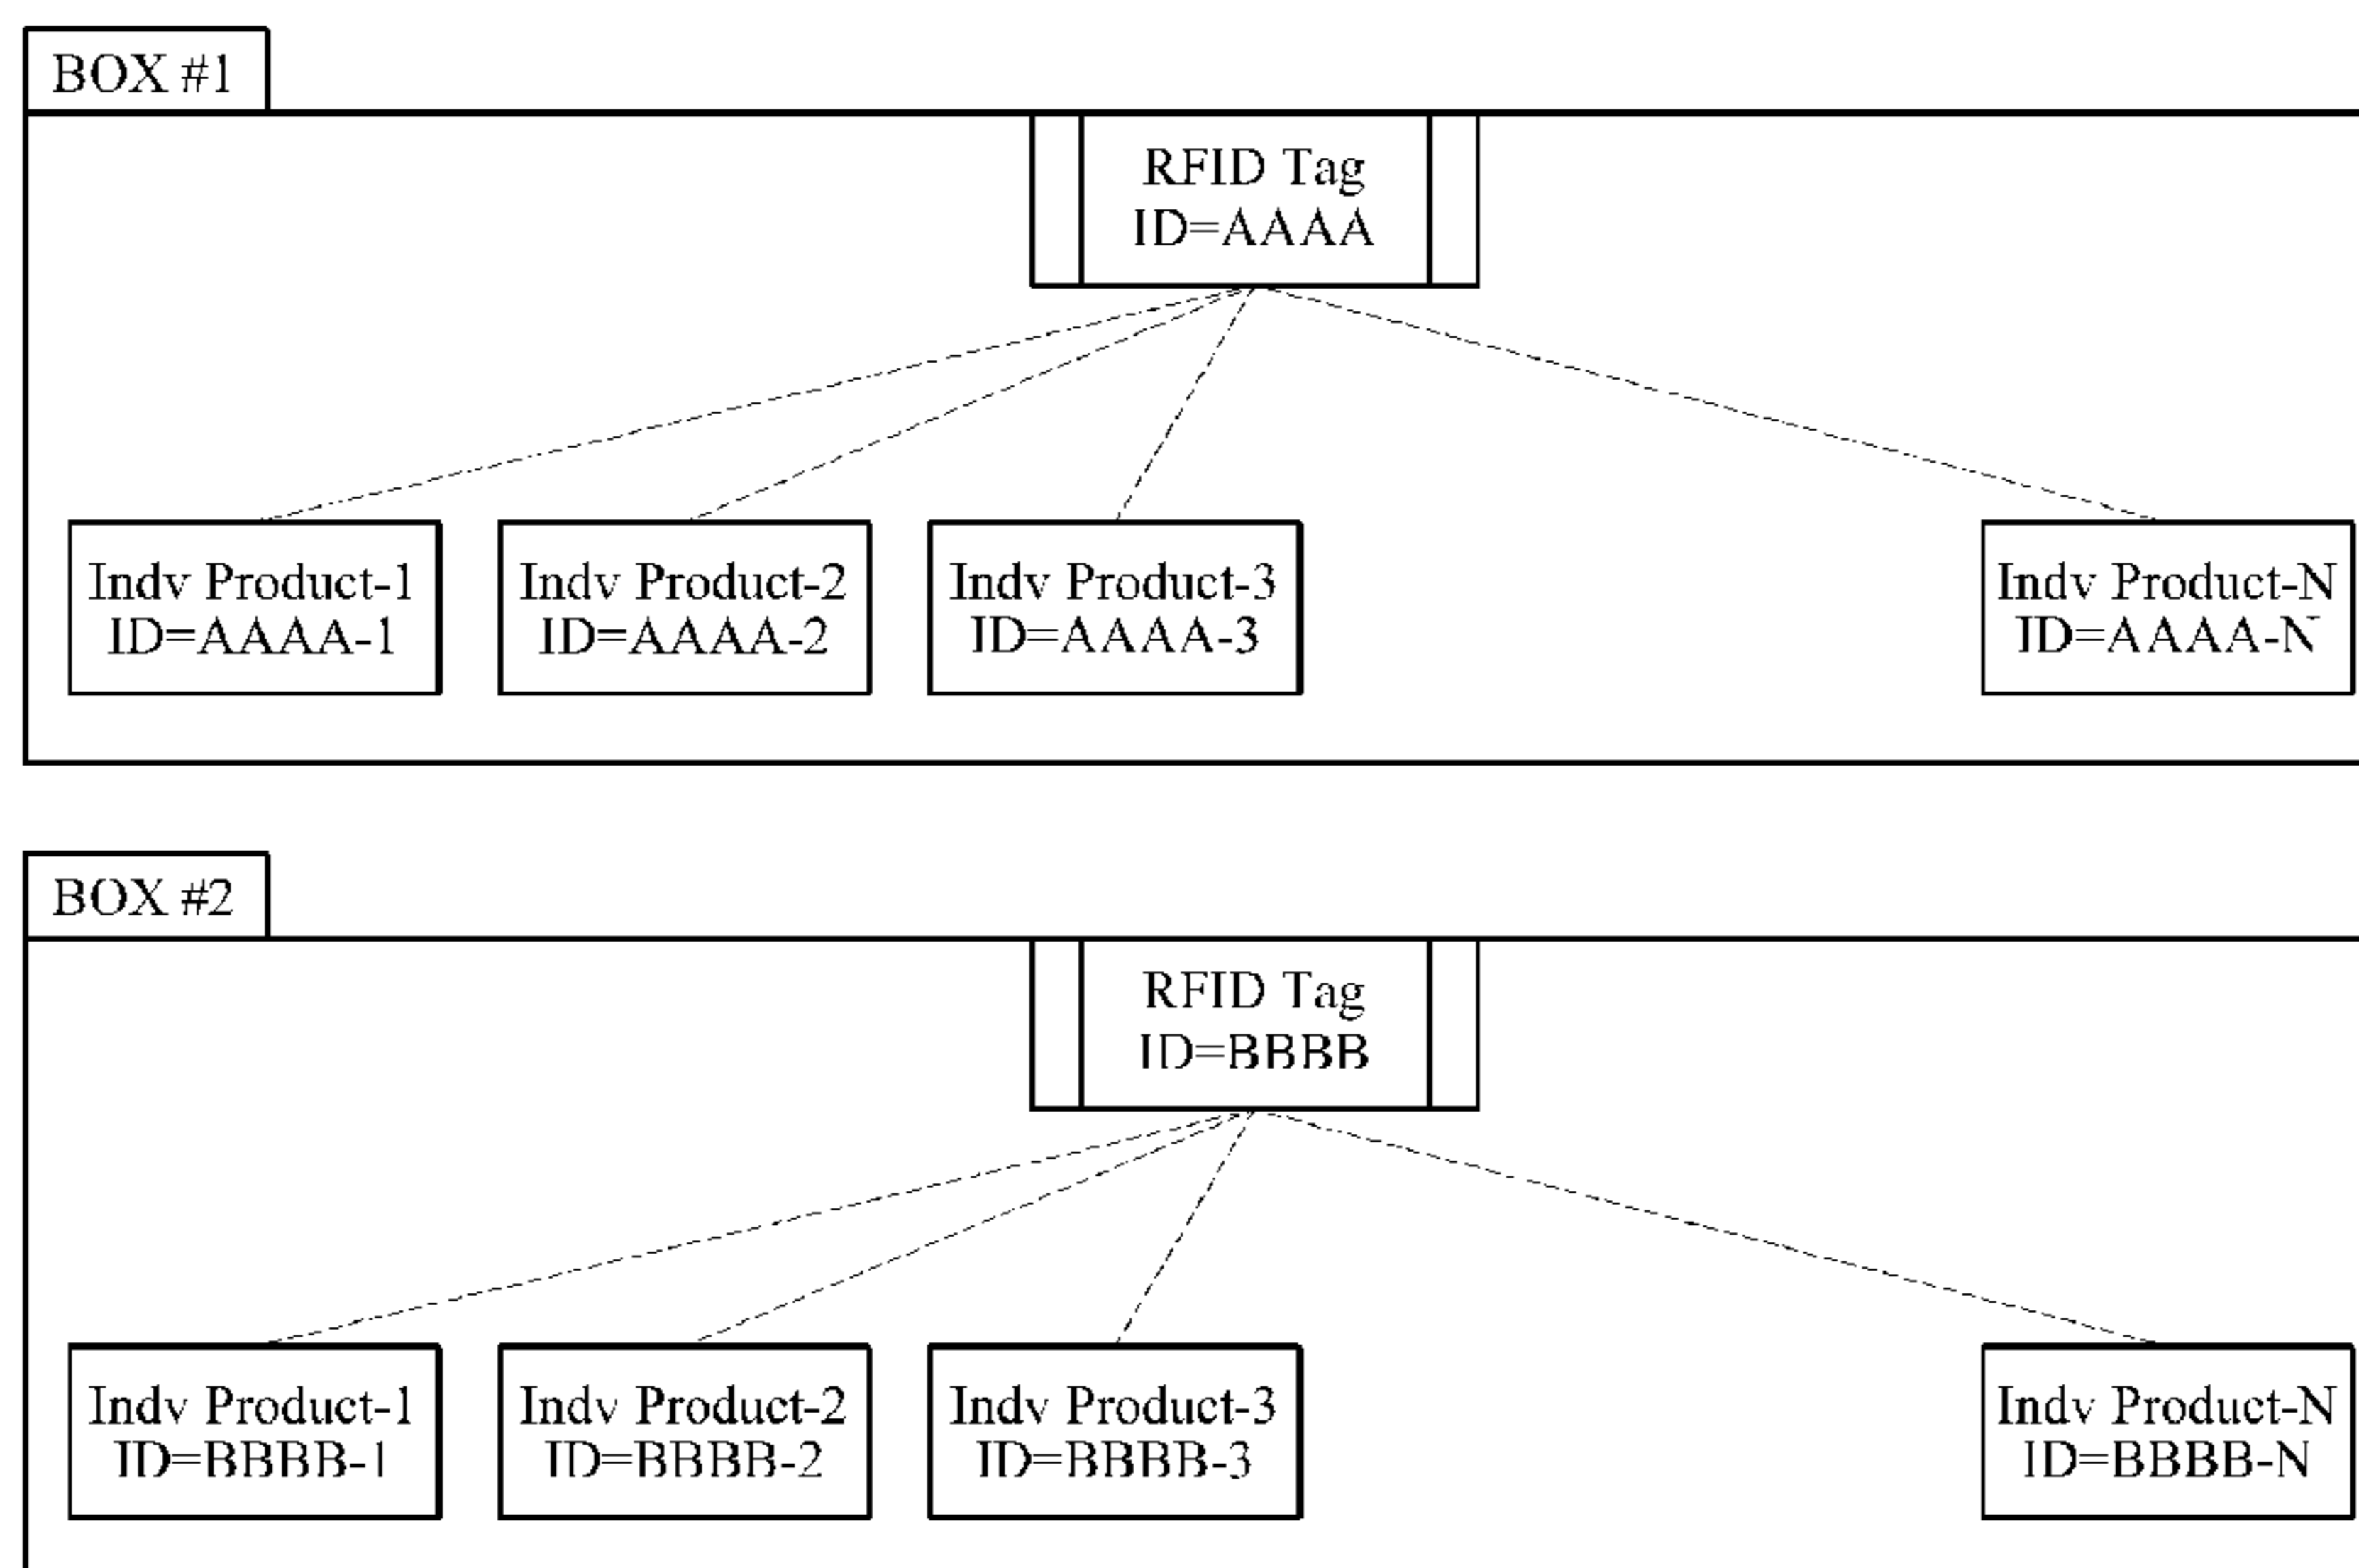 BOX #1
RFID Tag
ID=AAAA
Indv Product-1
ID=AAAA-1
Indv Product-2
ID=AAAA-2
Indv Product-3
ID=AAAA-3
Indv Product-N
ID=AAAA-N
BOX #2
RFID Tag
ID=BBBB
Indv Product-1
ID=BBBB-1
Indv Product-2
ID=BBBB-2
Indv Product-3
ID=BBBB-3
Indv Product-N
ID=BBBB-N